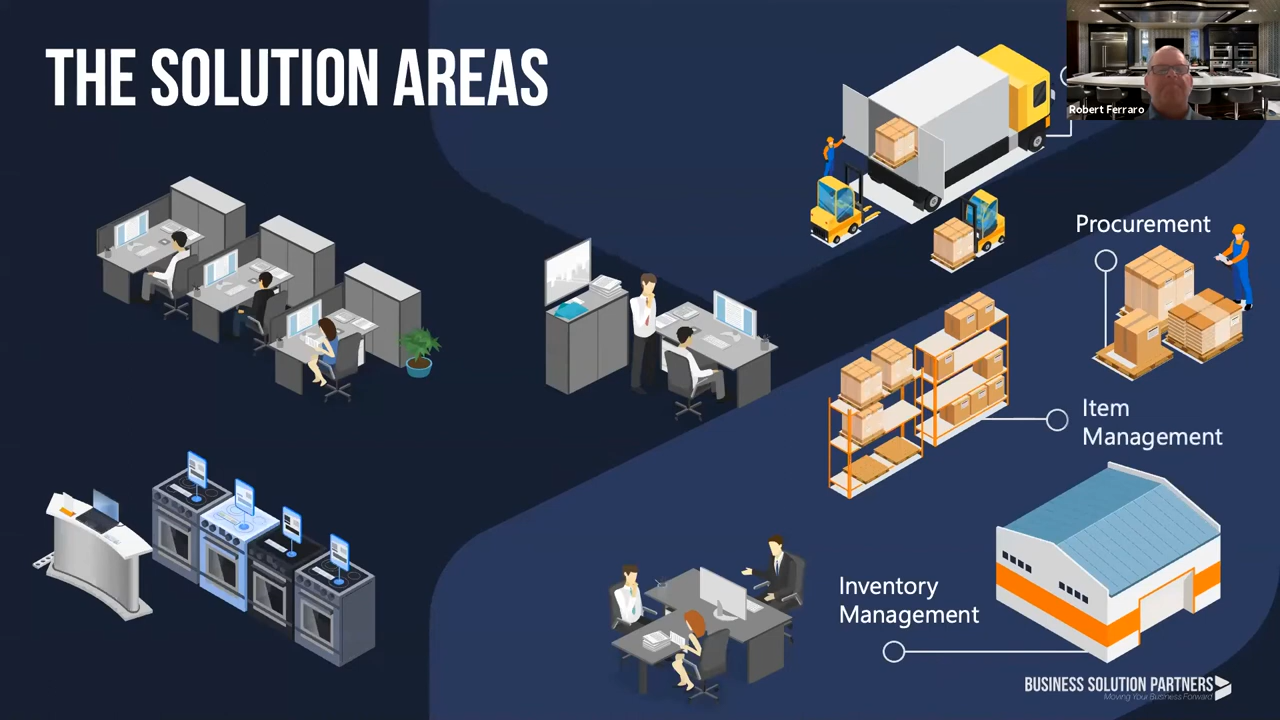 THE SOLUTION AREAS
Robert Ferraro
Procurement
Item
Management
Inventory
Management
BUSINESS SOLUTION PARTNERS
Moving Your Business Forward